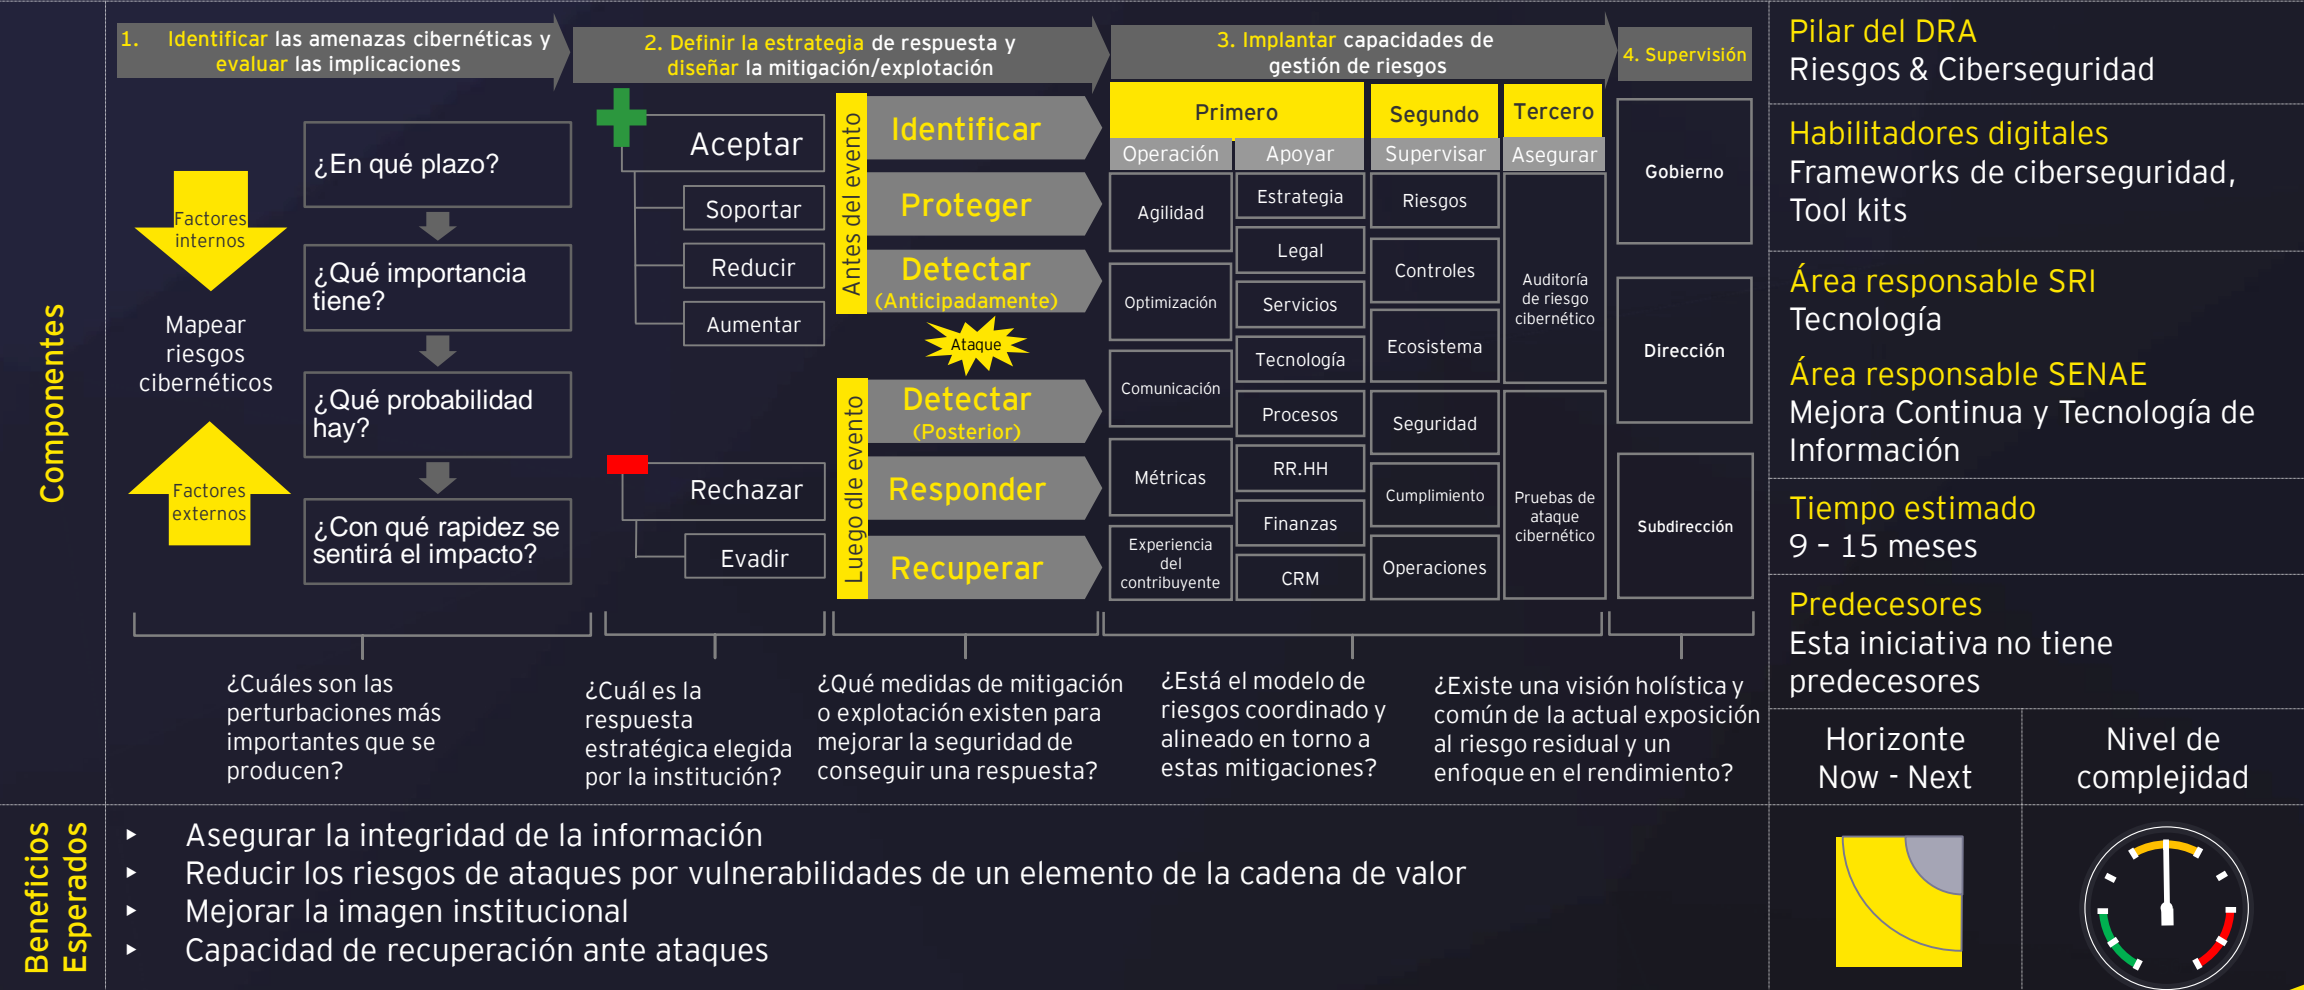 Componentes
1. Identificar las amenazas cibernéticas y
evaluar las implicaciones
2. Definir la estrategia de respuesta y
diseñar la mitigación/explotación
3. Implantar capacidades de
gestión de riesgos
4. Supervisión
Factores
internos
Mapear
riesgos
cibernéticos
Factores
externos
¿En qué plazo?
¿Qué importancia
tiene?
¿Qué probabilidad
hay?
¿Con qué rapidez se
sentirá el impacto?
Aceptar
Soportar
Reducir
Aumentar
Rechazar
Evadir
Antes del evento
Identificar
Proteger
Detectar
(Anticipadamente)
Ataque
Luego dle evento
Detectar
(Posterior)
Responder
Recuperar
Primero
Segundo
Tercero
Operación
Apoyar
Supervisar
Asegurar
Agilidad
Optimización
Comunicación
Métricas
Experiencia
del
contribuyente
Estrategia
Legal
Servicios
Tecnología
Procesos
RR.HH
Finanzas
CRM
Riesgos
Controles
Ecosistema
Seguridad
Cumplimiento
Operaciones
Auditoría
de riesgo
cibernético
Pruebas de
ataque
cibernético
Gobierno
Dirección
Subdirección
¿Cuáles son las
perturbaciones más
importantes que se
producen?
¿Cuál es la
respuesta
estratégica elegida
por la institución?
¿Qué medidas de mitigación
o explotación existen para
mejorar la seguridad de
conseguir una respuesta?
¿Está el modelo de
riesgos coordinado y
alineado en torno a
estas mitigaciones?
¿Existe una visión holística y
común de la actual exposición
al riesgo residual y un
enfoque en el rendimiento?
Pilar del DRA
Riesgos & Ciberseguridad
Habilitadores digitales
Frameworks de ciberseguridad,
Tool kits
Área responsable SRI
Tecnología
Área responsable SENAE
Mejora Continua y Tecnología de
Información
Tiempo estimado
9 – 15 meses
Predecesores
Esta iniciativa no tiene
predecesores
Horizonte
Now - Next
Nivel de
complejidad
Beneficios
Esperados
▸ Asegurar la integridad de la información
▸ Reducir los riesgos de ataques por vulnerabilidades de un elemento de la cadena de valor
▸ Mejorar la imagen institucional
▸ Capacidad de recuperación ante ataques